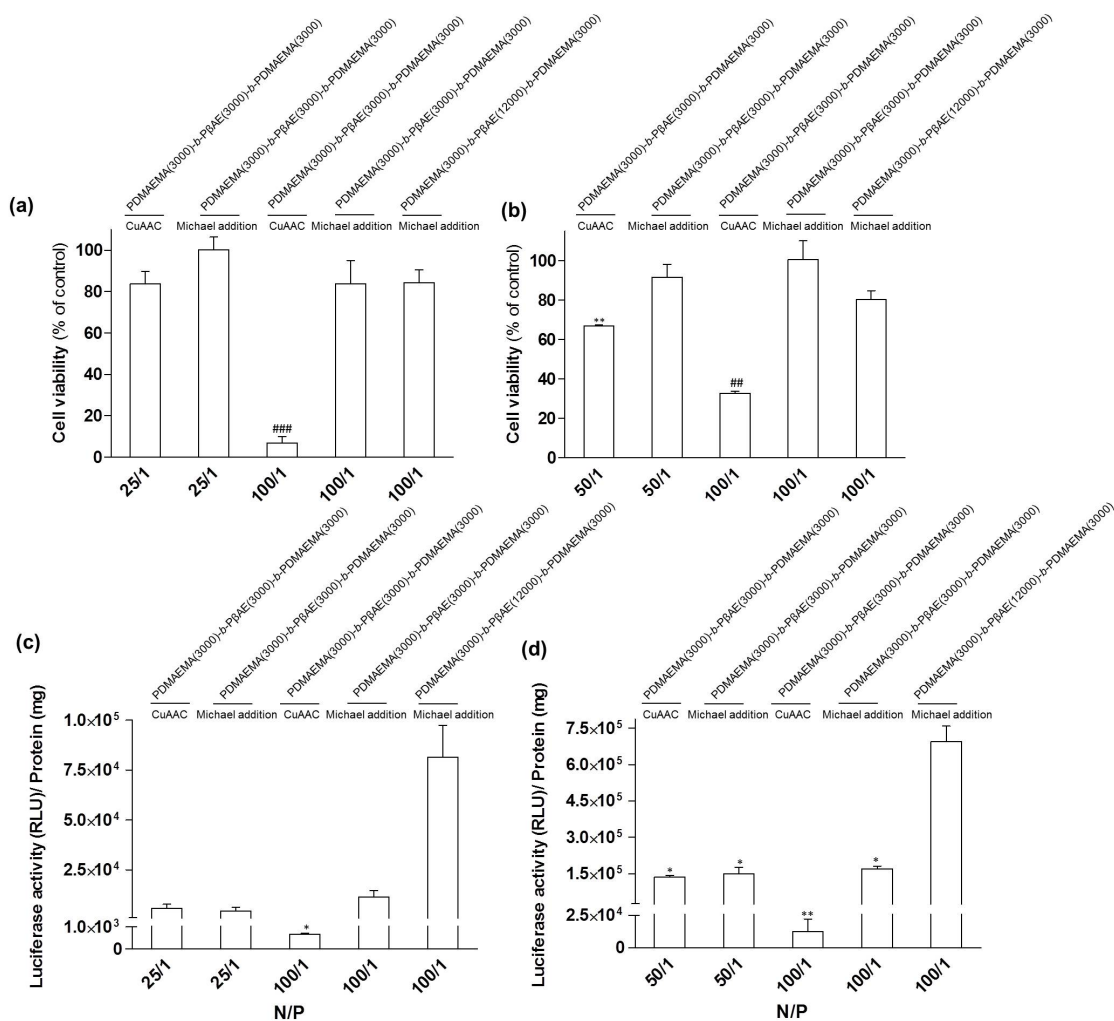 PDMAEMA(3000)-b-PβAE(3000)-b-PDMAEMA(3000)
PDMAEMA(3000)-b-PβAE(3000)-b-PDMAEMA(3000)
PDMAEMA(3000)-b-PβAE(3000)-b-PDMAEMA(3000)
PDMAEMA(3000)-b-PβAE(3000)-b-PDMAEMA(3000)
PDMAEMA(3000)-b-PβAE(12000)-b-PDMAEMA(3000)
(a)
CuAAC
Michael addition
CuAAC
Michael addition
Michael addition
Cell viability (% of control)
100
80
60
40
20
0
###
25/1
25/1
100/1
100/1
100/1
PDMAEMA(3000)-b-PβAE(3000)-b-PDMAEMA(3000)
PDMAEMA(3000)-b-PβAE(3000)-b-PDMAEMA(3000)
PDMAEMA(3000)-b-PβAE(3000)-b-PDMAEMA(3000)
PDMAEMA(3000)-b-PβAE(3000)-b-PDMAEMA(3000)
PDMAEMA(3000)-b-PβAE(12000)-b-PDMAEMA(3000)
(b)
CuAAC
Michael addition
CuAAC
Michael addition
Michael addition
Cell viability (% of control)
100
80
60
40
20
0
**
##
50/1
50/1
100/1
100/1
100/1
PDMAEMA(3000)-b-PβAE(3000)-b-PDMAEMA(3000)
PDMAEMA(3000)-b-PβAE(3000)-b-PDMAEMA(3000)
PDMAEMA(3000)-b-PβAE(3000)-b-PDMAEMA(3000)
PDMAEMA(3000)-b-PβAE(3000)-b-PDMAEMA(3000)
PDMAEMA(3000)-b-PβAE(12000)-b-PDMAEMA(3000)
(c)
CuAAC
Michael addition
CuAAC
Michael addition
Michael addition
Luciferase activity (RLU)/ Protein (mg)
1.0×10⁵
7.5×10⁴
5.0×10⁴
2.5×10⁴
1.0×10³
0
*
25/1
25/1
100/1
100/1
100/1
N/P
PDMAEMA(3000)-b-PβAE(3000)-b-PDMAEMA(3000)
PDMAEMA(3000)-b-PβAE(3000)-b-PDMAEMA(3000)
PDMAEMA(3000)-b-PβAE(3000)-b-PDMAEMA(3000)
PDMAEMA(3000)-b-PβAE(3000)-b-PDMAEMA(3000)
PDMAEMA(3000)-b-PβAE(12000)-b-PDMAEMA(3000)
(d)
CuAAC
Michael addition
CuAAC
Michael addition
Michael addition
Luciferase activity (RLU)/ Protein (mg)
7.5×10⁵
6.0×10⁵
4.5×10⁵
3.0×10⁵
1.5×10⁵
2.5×10⁴
0
*
*
**
*
50/1
50/1
100/1
100/1
100/1
N/P